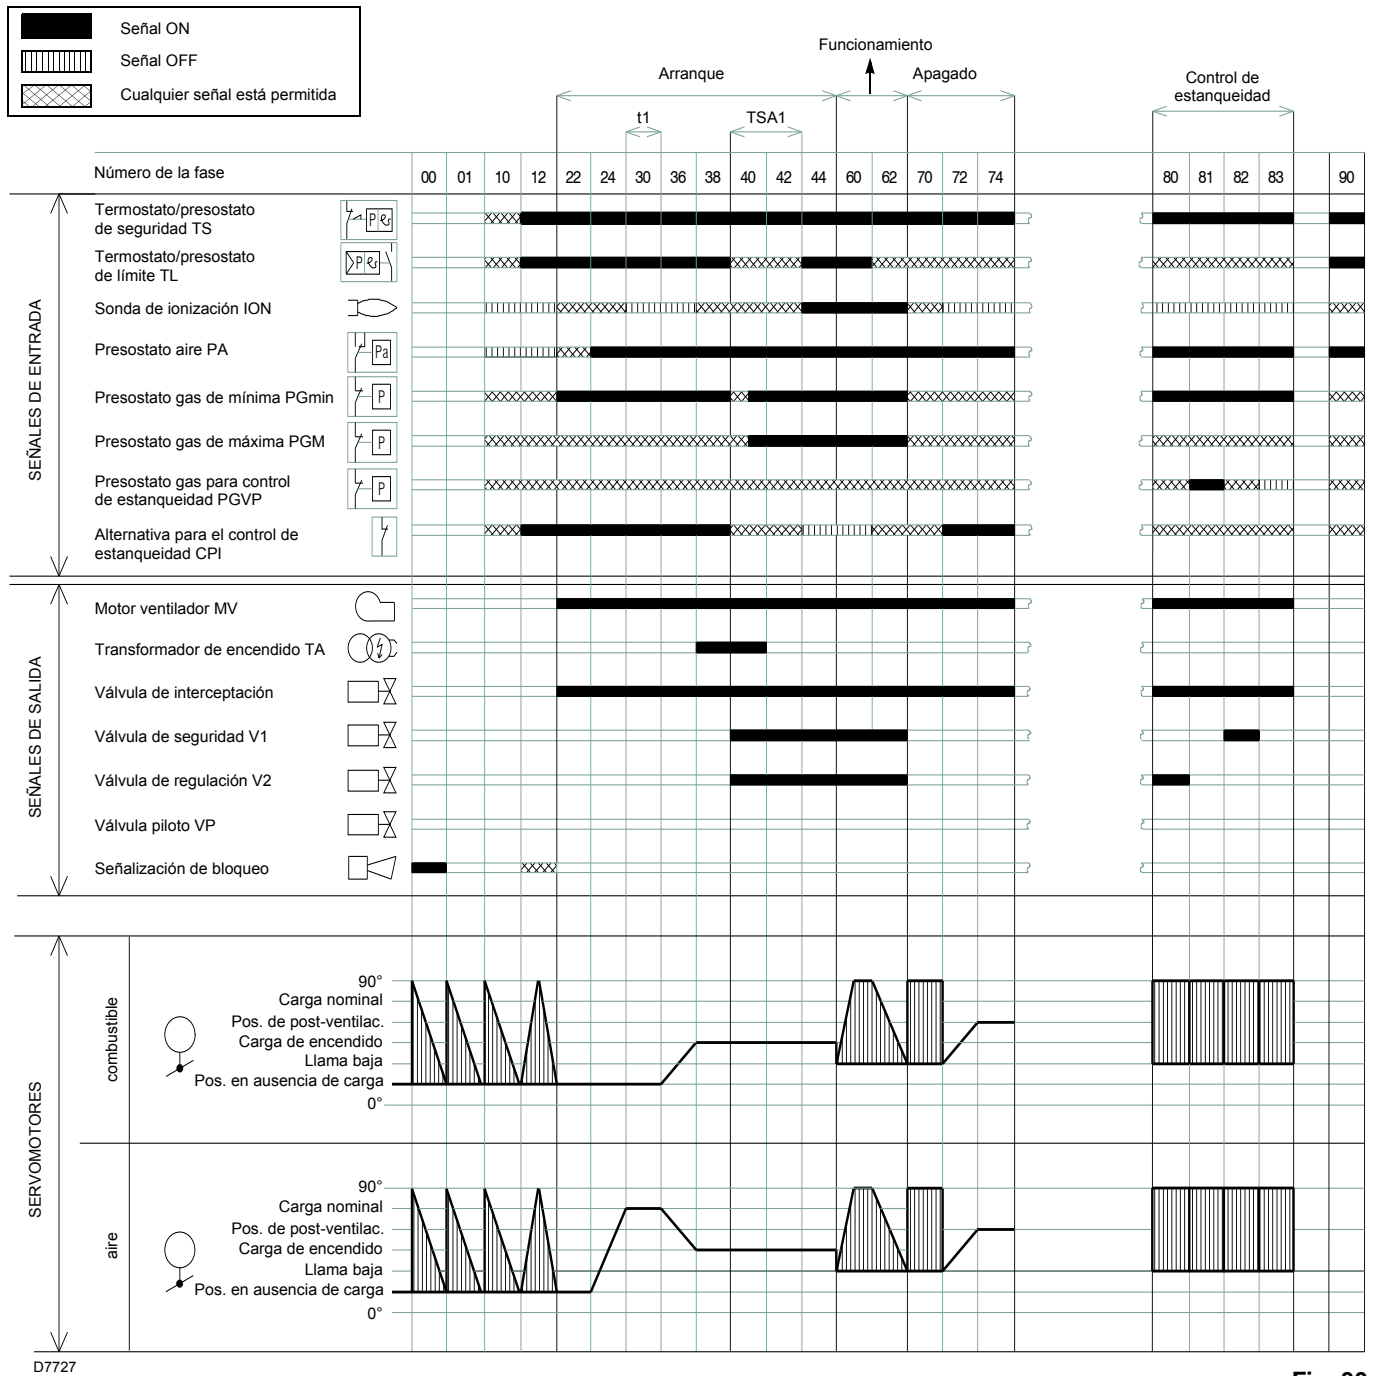 Señal ON
Señal OFF
Cualquier señal está permitida
Funcionamiento
Arranque
Apagado
Control de
estanqueidad
t1
TSA1
Número de la fase
00 01 10 12 22 24 30 36 38 40 42 44 60 62 70 72 74 80 81 82 83 90
SEÑALES DE ENTRADA
Termostato/presostato
de seguridad TS
P
Termostato/presostato
de límite TL
P
Sonda de ionización ION
Presostato aire PA
Pa
Presostato gas de mínima PGmin
P
Presostato gas de máxima PGM
P
Presostato gas para control
de estanqueidad PGVP
P
Alternativa para el control de
estanqueidad CPI
SEÑALES DE SALIDA
Motor ventilador MV
Transformador de encendido TA
Válvula de interceptación
Válvula de seguridad V1
Válvula de regulación V2
Válvula piloto VP
Señalización de bloqueo
SERVOMOTORES
combustible
90°
Carga nominal
Pos. de post-ventilac.
Carga de encendido
Llama baja
Pos. en ausencia de carga
0°
aire
90°
Carga nominal
Pos. de post-ventilac.
Carga de encendido
Llama baja
Pos. en ausencia de carga
0°
D7727